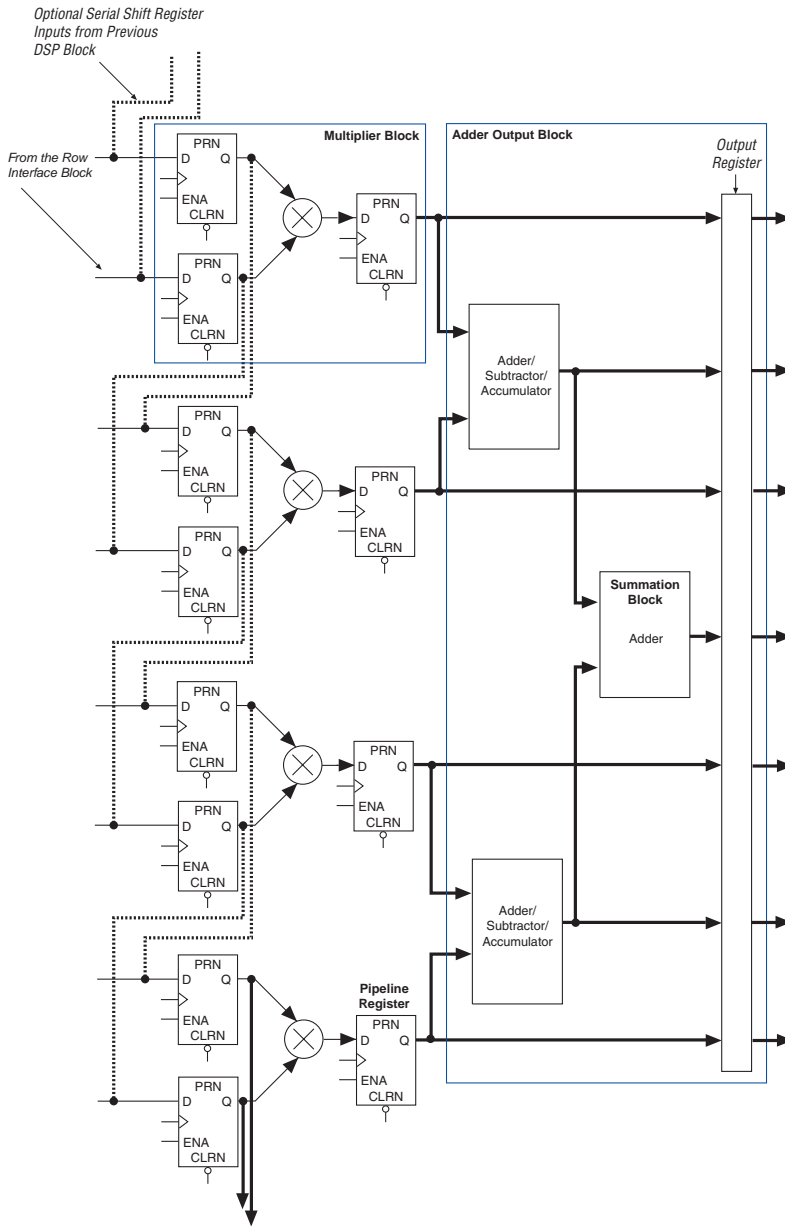 Optional Serial Shift Register
Inputs from Previous
DSP Block
From the Row
Interface Block
Multiplier Block
Adder Output Block
Output
Register
PRN
D Q
ENA
CLRN
PRN
D Q
ENA
CLRN
PRN
D Q
ENA
CLRN
Adder/
Subtractor/
Accumulator
PRN
D Q
ENA
CLRN
PRN
D Q
ENA
CLRN
PRN
D Q
ENA
CLRN
Summation
Block
Adder
PRN
D Q
ENA
CLRN
PRN
D Q
ENA
CLRN
PRN
D Q
ENA
CLRN
Adder/
Subtractor/
Accumulator
PRN
D Q
ENA
CLRN
PRN
D Q
ENA
CLRN
Pipeline
Register
PRN
D Q
ENA
CLRN